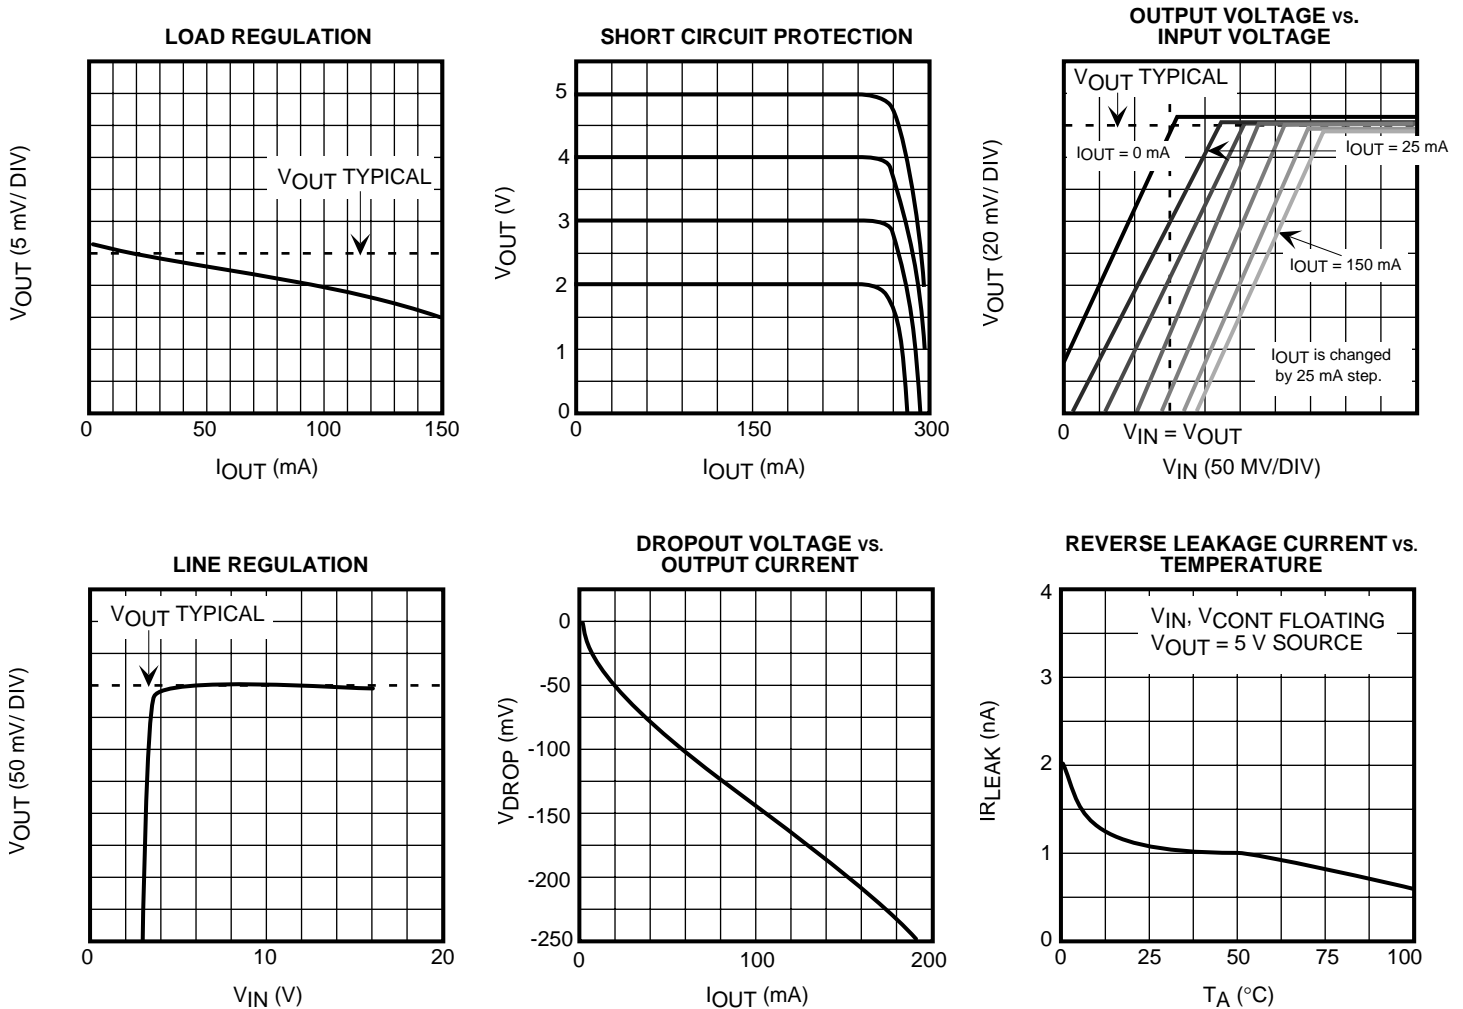 LOAD REGULATION
VOUT (5 mV/ DIV)
VOUT TYPICAL
0 50 100 150
IOUT (mA)
SHORT CIRCUIT PROTECTION
VOUT (V)
5
4
3
2
1
0
0 150 300
IOUT (mA)
OUTPUT VOLTAGE vs.
INPUT VOLTAGE
VOUT (20 mV/ DIV)
VOUT TYPICAL
IOUT = 0 mA
IOUT = 25 mA
IOUT = 150 mA
IOUT is changed
by 25 mA step.
0 VIN = VOUT
VIN (50 MV/DIV)
LINE REGULATION
VOUT (50 mV/ DIV)
VOUT TYPICAL
0 10 20
VIN (V)
DROPOUT VOLTAGE vs.
OUTPUT CURRENT
VDROP (mV)
0
-50
-100
-150
-200
-250
0 100 200
IOUT (mA)
REVERSE LEAKAGE CURRENT vs.
TEMPERATURE
IRLEAK (nA)
4
3
2
1
0
VIN, VCONT FLOATING
VOUT = 5 V SOURCE
0 25 50 75 100
TA (°C)